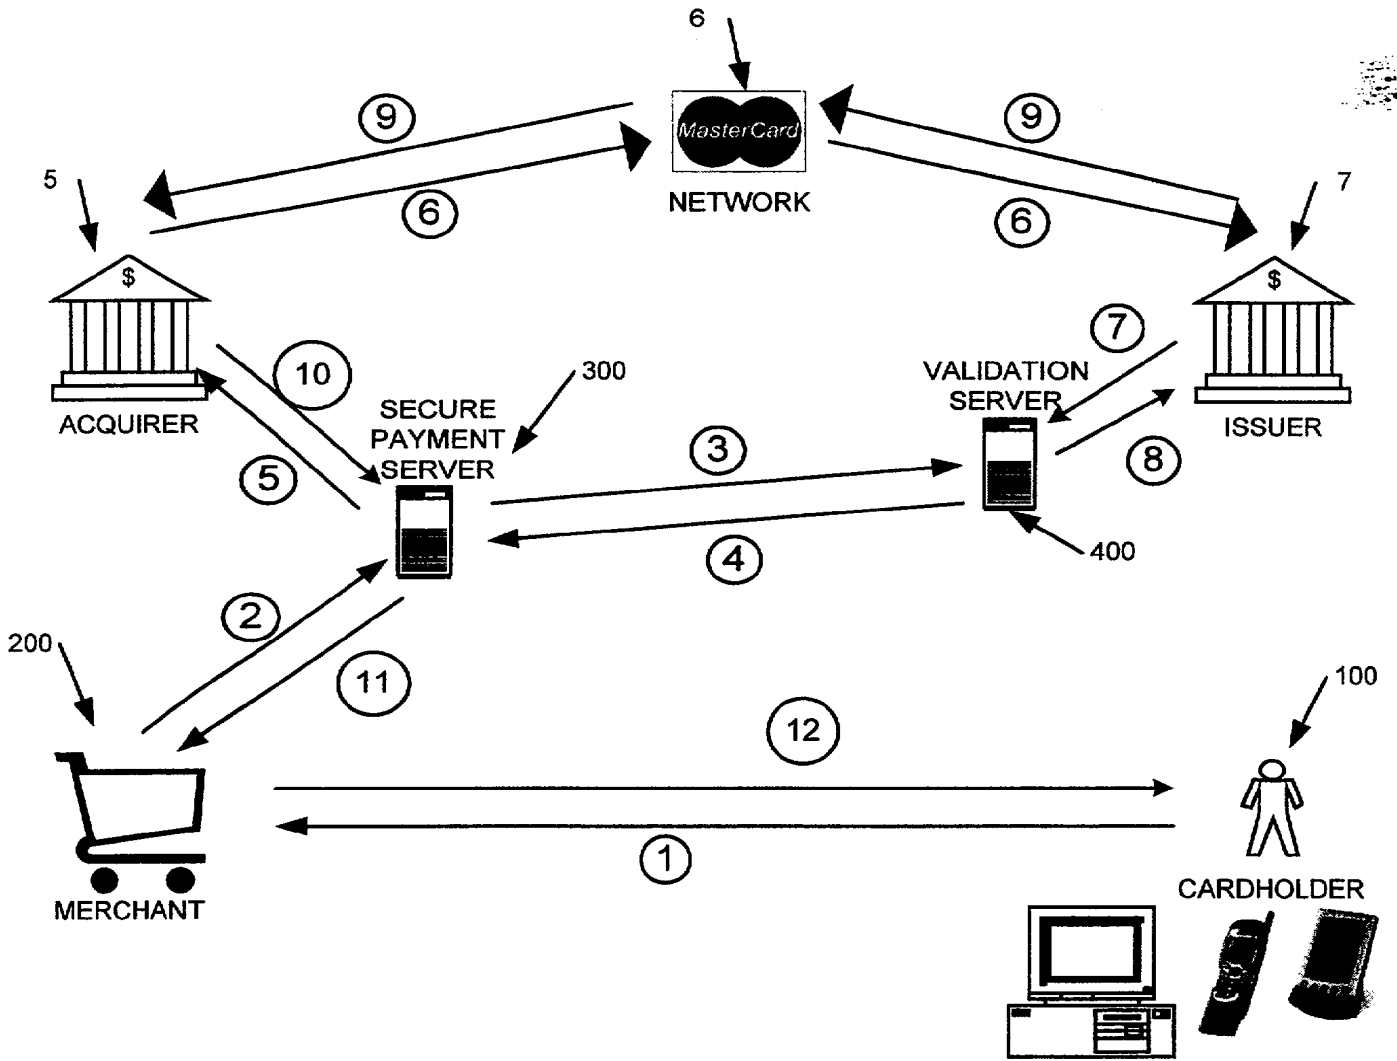 6
9
MasterCard
9
5
6
NETWORK
6
7
$
$
7
10
300
VALIDATION
SERVER
SECURE
PAYMENT
SERVER
ACQUIRER
ISSUER
5
3
8
4
400
2
200
11
100
12
1
CARDHOLDER
MERCHANT